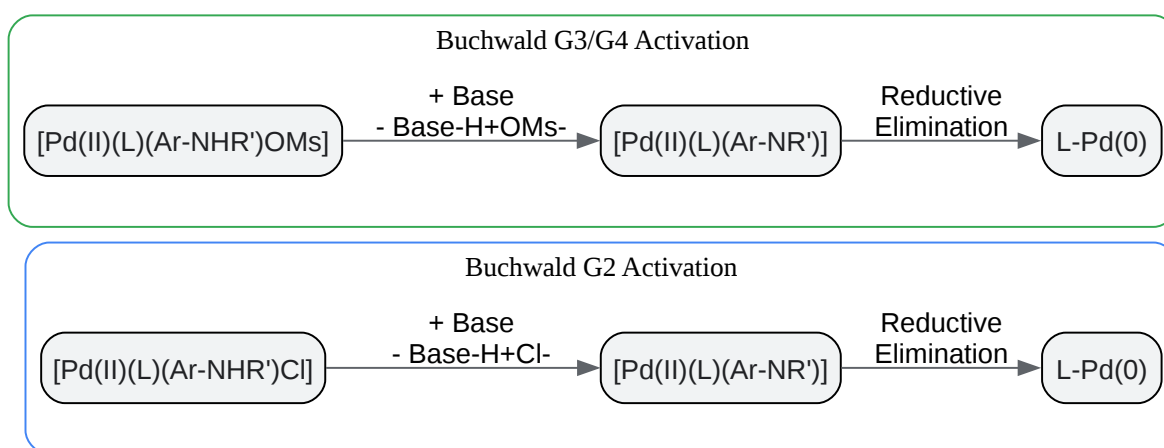 Buchwald G3/G4 Activation
[Pd(II)(L)(Ar-NHR')OMs]
+ Base
- Base-H+OMs-
[Pd(II)(L)(Ar-NR')]
Reductive
Elimination
L-Pd(0)
Buchwald G2 Activation
[Pd(II)(L)(Ar-NHR')Cl]
+ Base
- Base-H+Cl-
[Pd(II)(L)(Ar-NR')]
Reductive
Elimination
L-Pd(0)